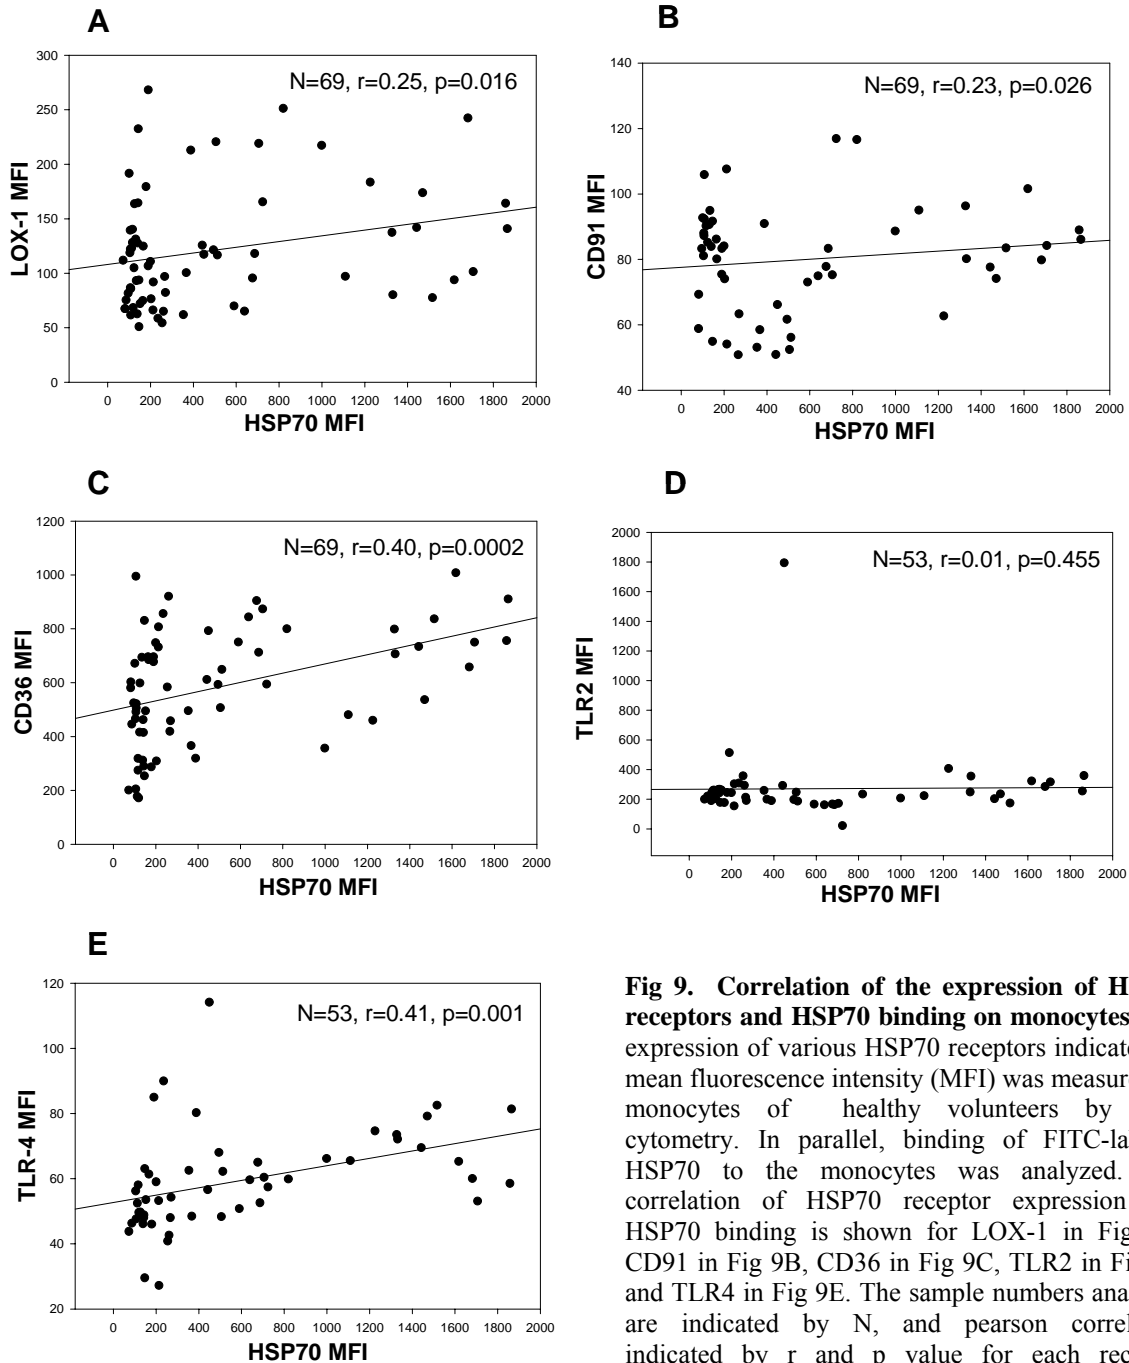 A
300
250
200
150
100
50
0
LOX-1 MFI
N=69, r=0.25, p=0.016
0 200 400 600 800 1000 1200 1400 1600 1800 2000
HSP70 MFI
B
140
120
100
80
60
40
CD91 MFI
N=69, r=0.23, p=0.026
0 200 400 600 800 1000 1200 1400 1600 1800 2000
HSP70 MFI
C
1200
1000
800
600
400
200
0
CD36 MFI
N=69, r=0.40, p=0.0002
0 200 400 600 800 1000 1200 1400 1600 1800 2000
HSP70 MFI
D
2000
1800
1600
1400
1200
1000
800
600
400
200
0
TLR2 MFI
N=53, r=0.01, p=0.455
0 200 400 600 800 1000 1200 1400 1600 1800 2000
HSP70 MFI
E
120
100
80
60
40
20
TLR-4 MFI
N=53, r=0.41, p=0.001
0 200 400 600 800 1000 1200 1400 1600 1800 2000
HSP70 MFI
Fig 9. Correlation of the expression of H
receptors and HSP70 binding on monocytes
expression of various HSP70 receptors indicate
mean fluorescence intensity (MFI) was measure
monocytes of healthy volunteers by
cytometry. In parallel, binding of FITC-la
HSP70 to the monocytes was analyzed.
correlation of HSP70 receptor expression
HSP70 binding is shown for LOX-1 in Fig
CD91 in Fig 9B, CD36 in Fig 9C, TLR2 in Fi
and TLR4 in Fig 9E. The sample numbers ana
are indicated by N, and pearson correl
indicated by r and p value for each rec